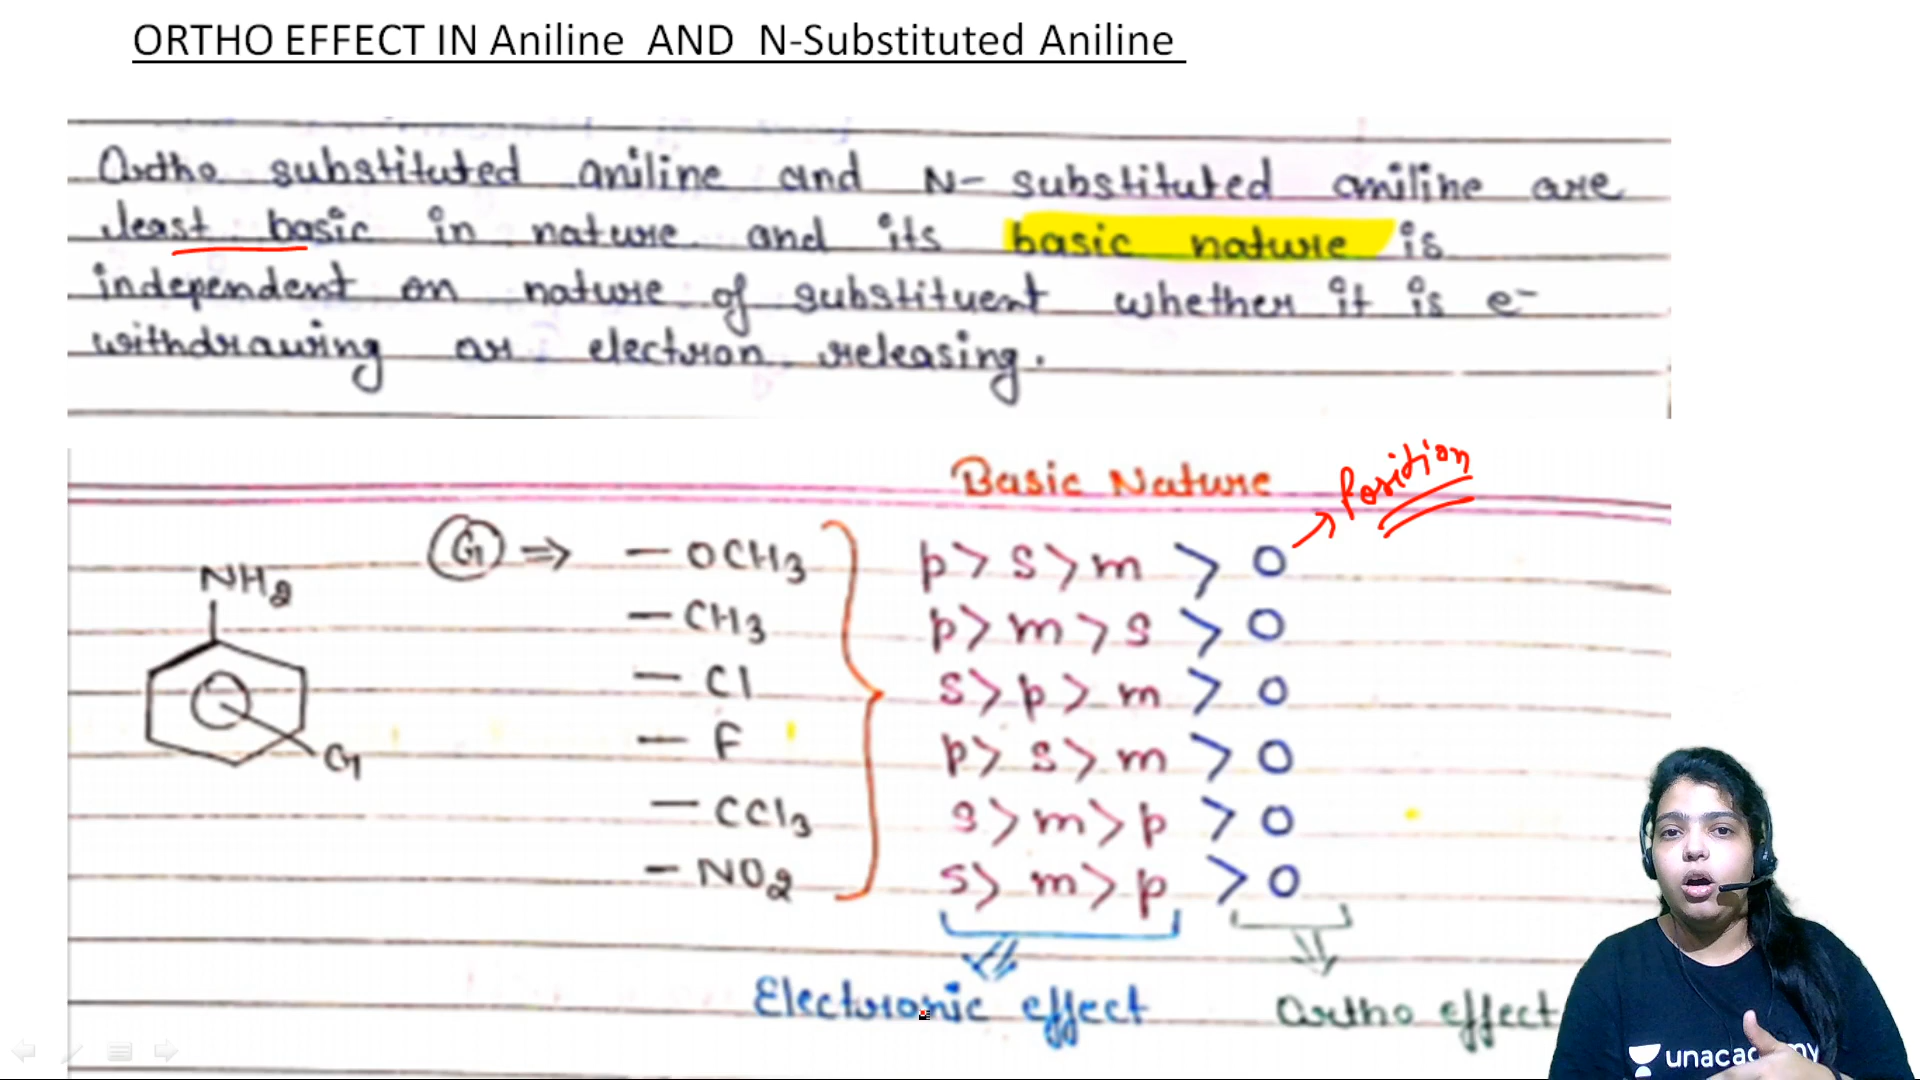 ORTHO EFFECT IN Aniline AND N-Substituted Aniline
Ortho substituted aniline and N- substituted aniline are
least basic in nature and its basic nature is
independent on nature of substituent whether it is e-
withdrawing or electron releasing.
Basic Nature → Position
G ⇒ - OCH3 p > s > m > o
NH2
- CH3 p > m > s > o
- Cl s > p > m > o
- F p > s > m > o
G
- CCl3 s > m > p > o
- NO2 s > m > p > o
Electronic effect Ortho effect
unacademy